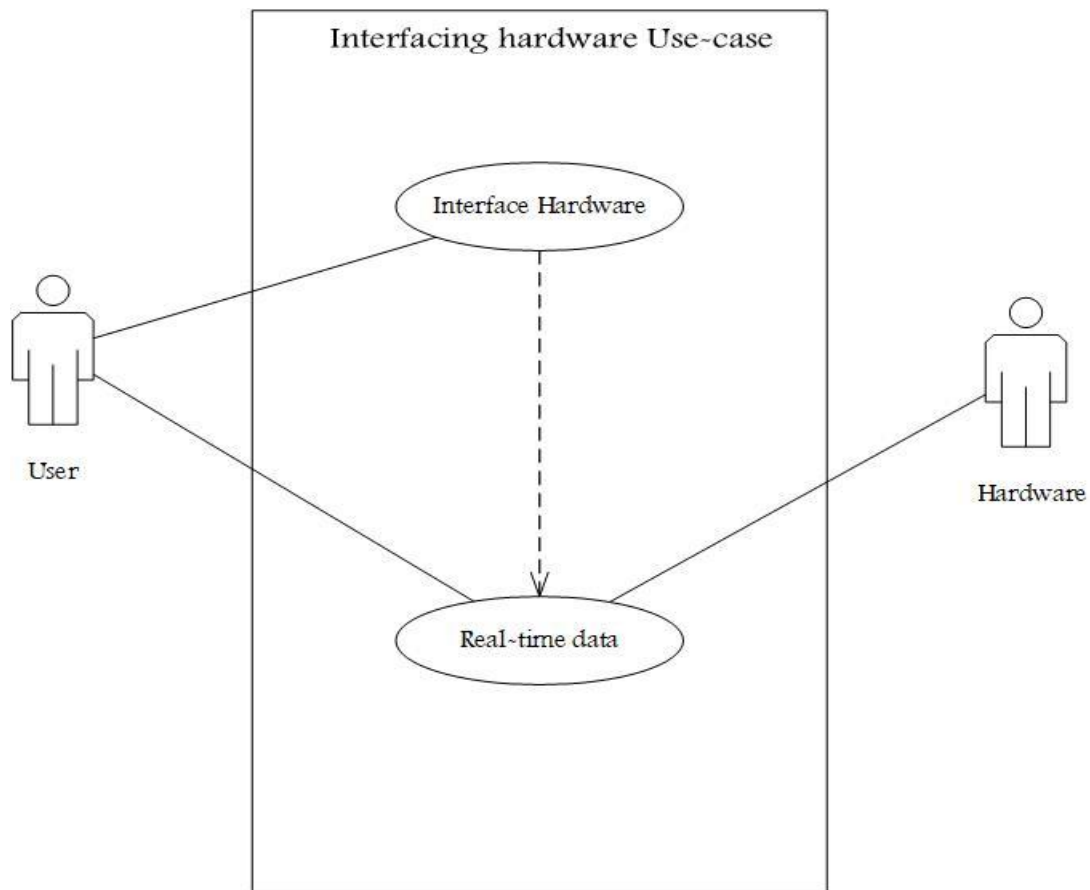 Interfacing hardware Use-case
Interface Hardware
User
Hardware
Real-time data